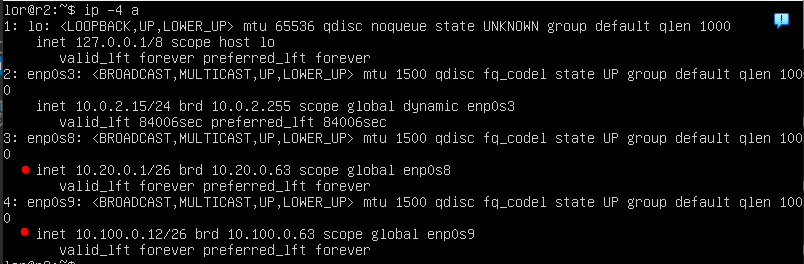 lor@r2:~$ ip -4 a
1: lo: <LOOPBACK,UP,LOWER_UP> mtu 65536 qdisc noqueue state UNKNOWN group default qlen 1000
inet 127.0.0.1/8 scope host lo
valid_lft forever preferred_lft forever
2: enp0s3: <BROADCAST,MULTICAST,UP,LOWER_UP> mtu 1500 qdisc fq_codel state UP group default qlen 100
0
inet 10.0.2.15/24 brd 10.0.2.255 scope global dynamic enp0s3
valid_lft 84006sec preferred_lft 84006sec
3: enp0s8: <BROADCAST,MULTICAST,UP,LOWER_UP> mtu 1500 qdisc fq_codel state UP group default qlen 100
0
inet 10.20.0.1/26 brd 10.20.0.63 scope global enp0s8
valid_lft forever preferred_lft forever
4: enp0s9: <BROADCAST,MULTICAST,UP,LOWER_UP> mtu 1500 qdisc fq_codel state UP group default qlen 100
0
inet 10.100.0.12/26 brd 10.100.0.63 scope global enp0s9
valid_lft forever preferred_lft forever
lor@r2:~$